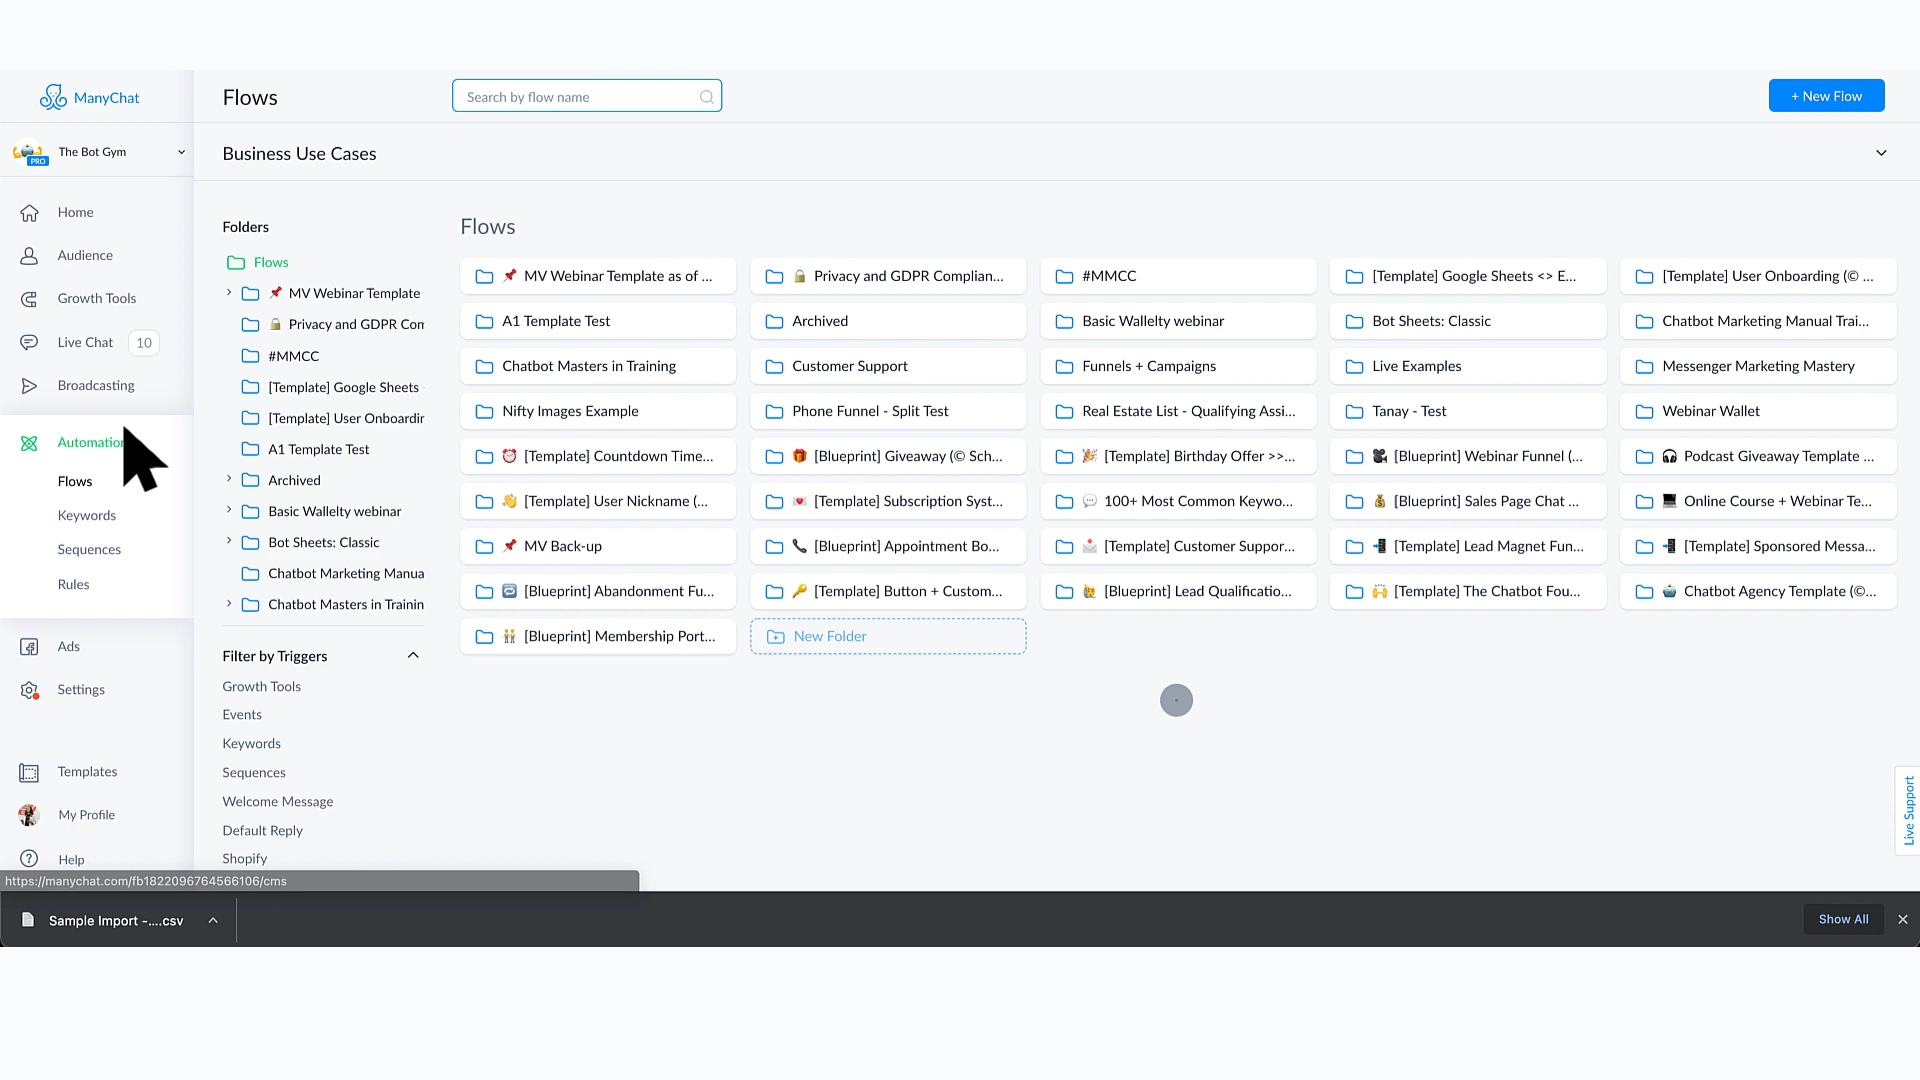 ManyChat
Flows
Search by flow name
+ New Flow
PRO
The Bot Gym
Business Use Cases
Home
Audience
Growth Tools
Live Chat 10
Broadcasting
Automation
Flows
Keywords
Sequences
Rules
Ads
Settings
Templates
My Profile
Help
Folders
Flows
MV Webinar Template
Privacy and GDPR Com
#MMCC
[Template] Google Sheets
[Template] User Onboardin
A1 Template Test
Archived
Basic Wallelty webinar
Bot Sheets: Classic
Chatbot Marketing Manua
Chatbot Masters in Trainin
Filter by Triggers
Growth Tools
Events
Keywords
Sequences
Welcome Message
Default Reply
Shopify
Flows
MV Webinar Template as of ...
Privacy and GDPR Complian...
#MMCC
[Template] Google Sheets <> E...
[Template] User Onboarding (© ...
A1 Template Test
Archived
Basic Wallelty webinar
Bot Sheets: Classic
Chatbot Marketing Manual Trai...
Chatbot Masters in Training
Customer Support
Funnels + Campaigns
Live Examples
Messenger Marketing Mastery
Nifty Images Example
Phone Funnel - Split Test
Real Estate List - Qualifying Assi...
Tanay - Test
Webinar Wallet
[Template] Countdown Time...
[Blueprint] Giveaway (© Sch...
[Template] Birthday Offer >>...
[Blueprint] Webinar Funnel (...
Podcast Giveaway Template ...
[Template] User Nickname (...
[Template] Subscription Syst...
100+ Most Common Keywo...
[Blueprint] Sales Page Chat ...
Online Course + Webinar Te...
MV Back-up
[Blueprint] Appointment Bo...
[Template] Customer Suppor...
[Template] Lead Magnet Fun...
[Template] Sponsored Messa...
[Blueprint] Abandonment Fu...
[Template] Button + Custom...
[Blueprint] Lead Qualificatio...
[Template] The Chatbot Fou...
Chatbot Agency Template (©...
[Blueprint] Membership Port...
New Folder
Live Support
https://manychat.com/fb1822096764566106/cms
Sample Import -....csv
Show All